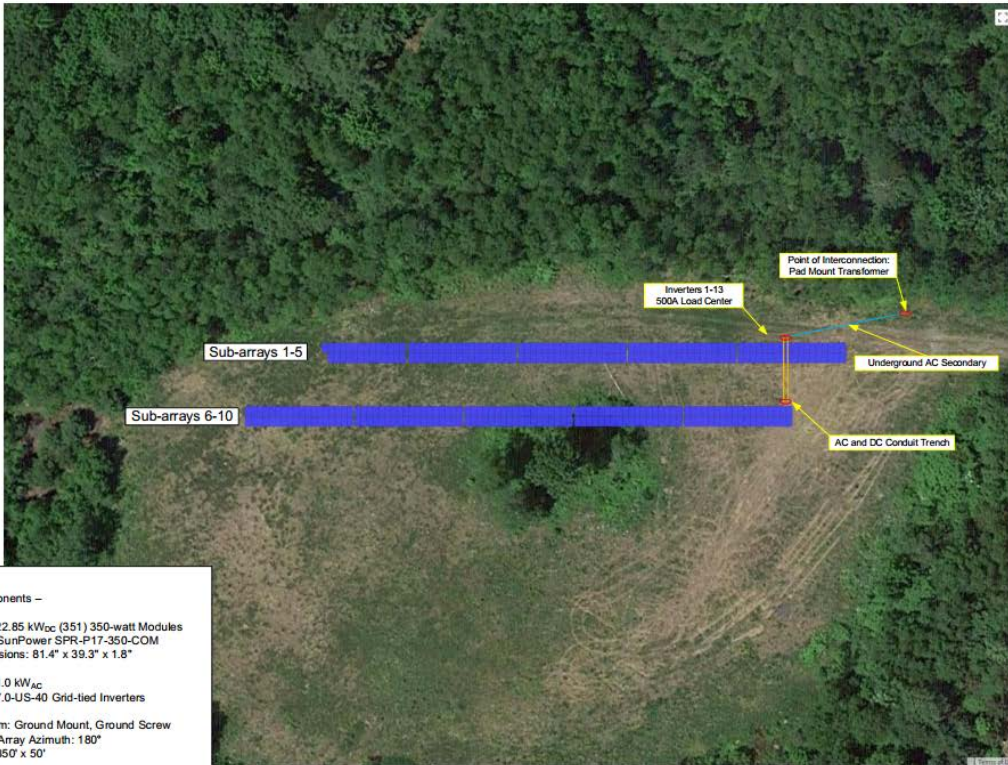 Point of Interconnection:
Pad Mount Transformer
Inverters 1-13
500A Load Center
Sub-arrays 1-5
Underground AC Secondary
Sub-arrays 6-10
AC and DC Conduit Trench
onents –
22.85 kWDC (351) 350-watt Modules
SunPower SPR-P17-350-COM
sions: 81.4" x 39.3" x 1.8"
.0 kWAC
7.0-US-40 Grid-tied Inverters
m: Ground Mount, Ground Screw
Array Azimuth: 180°
350' x 50'